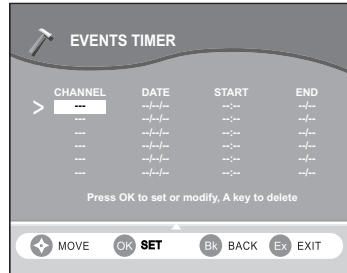 EVENTS TIMER
CHANNEL DATE START END
> --- --/--/-- --:-- --/--
--- --/--/-- --:-- --/--
--- --/--/-- --:-- --/--
--- --/--/-- --:-- --/--
--- --/--/-- --:-- --/--
--- --/--/-- --:-- --/--
Press OK to set or modify, A key to delete
MOVE OK SET Bk BACK Ex EXIT